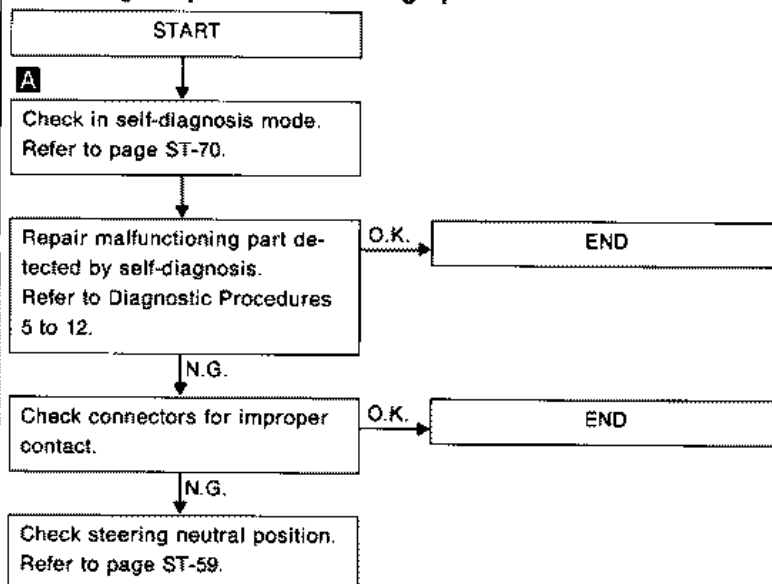 START
A
Check in self-diagnosis mode.
Refer to page ST-70.
Repair malfunctioning part de-
tected by self-diagnosis.
Refer to Diagnostic Procedures
5 to 12.
O.K.
END
N.G.
Check connectors for improper
contact.
O.K.
END
N.G.
Check steering neutral position.
Refer to page ST-59.